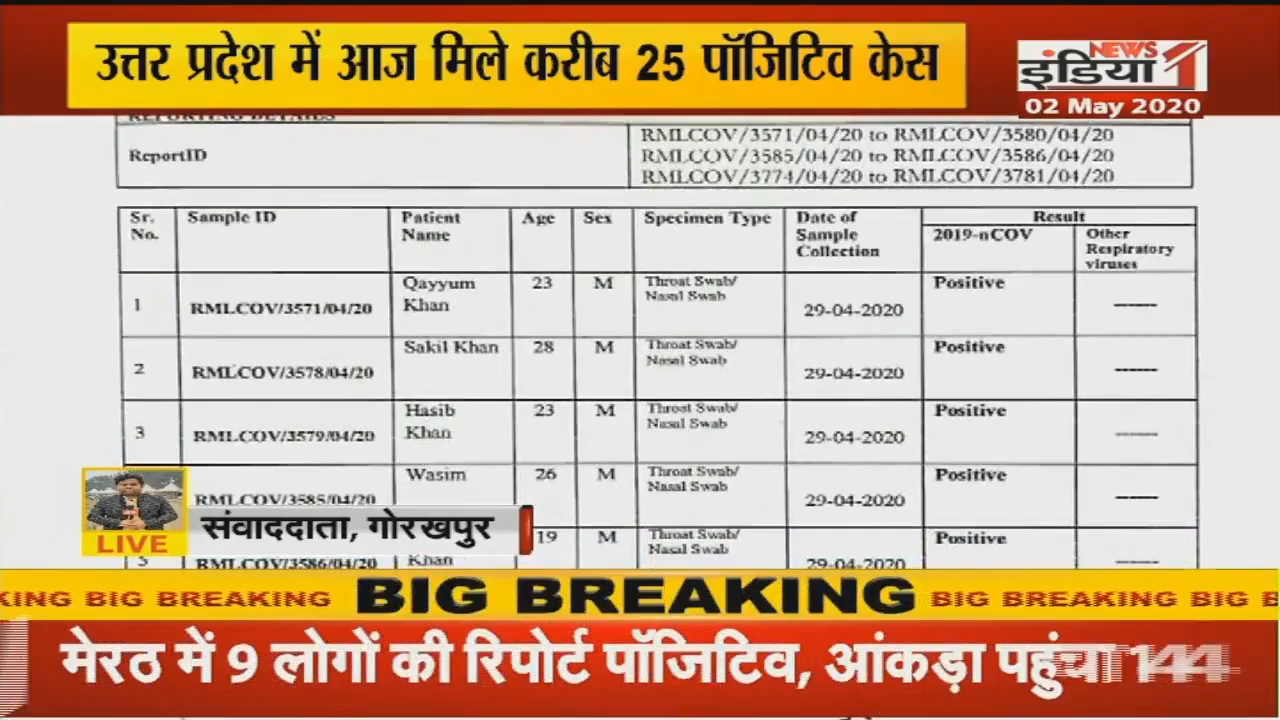 उत्तर प्रदेश में आज मिले करीब 25 पॉजिटिव केस
NEWS
इंडिया 1
02 May 2020
REPORTING DETAILS
ReportID
RMLCOV/3571/04/20 to RMLCOV/3580/04/20
RMLCOV/3585/04/20 to RMLCOV/3586/04/20
RMLCOV/3774/04/20 to RMLCOV/3781/04/20
Sr. No. Sample ID Patient Name Age Sex Specimen Type Date of Sample Collection Result
2019-nCOV Other Respiratory viruses
1 RMLCOV/3571/04/20 Qayyum Khan 23 M Throat Swab/ Nasal Swab 29-04-2020 Positive ------
2 RMLCOV/3578/04/20 Sakil Khan 28 M Throat Swab/ Nasal Swab 29-04-2020 Positive ------
3 RMLCOV/3579/04/20 Hasib Khan 23 M Throat Swab/ Nasal Swab 29-04-2020 Positive ------
RMLCOV/3585/04/20 Wasim 26 M Throat Swab/ Nasal Swab 29-04-2020 Positive ------
5 RMLCOV/3586/04/20 Khan 19 M Throat Swab/ Nasal Swab 29-04-2020 Positive ------
LIVE
संवाददाता, गोरखपुर
KING BIG BREAKING BIG BREAKING BIG BREAKING BIG B
मेरठ में 9 लोगों की रिपोर्ट पॉजिटिव, आंकड़ा पहुंचा 144